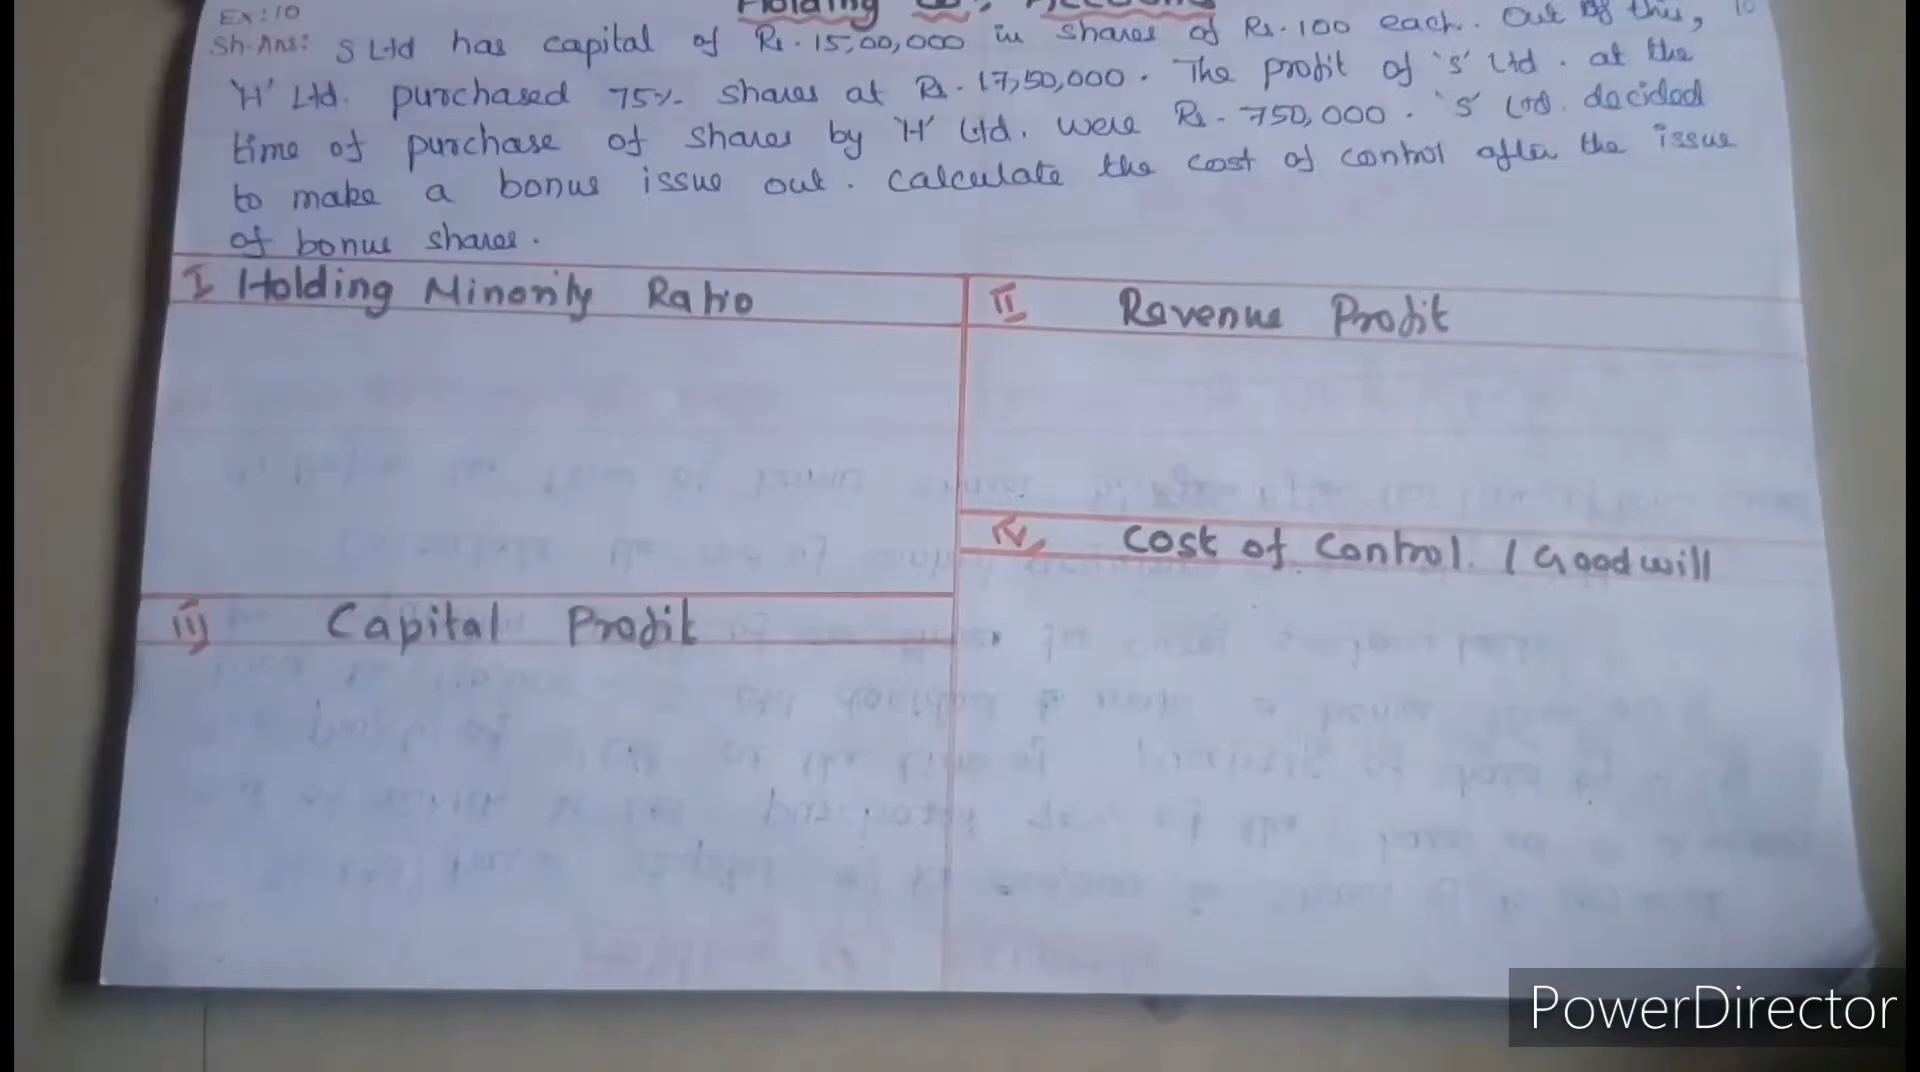 Ex:10
Holding Co., Accounts
Sh.Ans: S Ltd has capital of Rs. 15,00,000 in shares of Rs. 100 each. Out of this, 10
'H' Ltd. purchased 75% shares at Rs. 17,50,000. The profit of 'S' Ltd. at the
time of purchase of shares by 'H' Ltd. were Rs. 750,000. 'S' Ltd. decided
to make a bonus issue out. Calculate the cost of control after the issue
of bonus shares.
I Holding Minority Ratio
II Revenue Profit
IV Cost of Control / Goodwill
III Capital Profit
PowerDirector